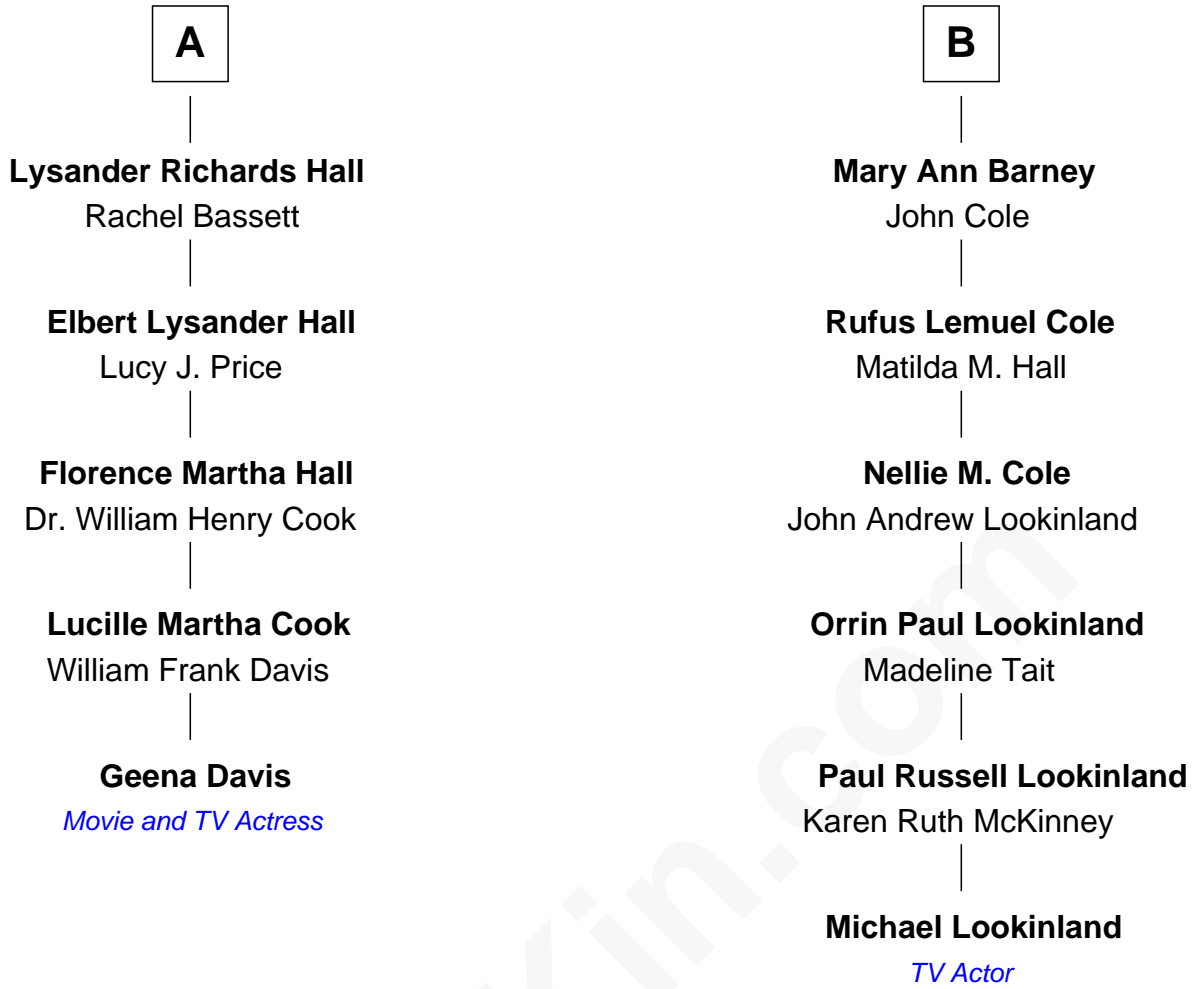 A
Lysander Richards Hall
Rachel Bassett
Elbert Lysander Hall
Lucy J. Price
Florence Martha Hall
Dr. William Henry Cook
Lucille Martha Cook
William Frank Davis
Geena Davis
Movie and TV Actress
B
Mary Ann Barney
John Cole
Rufus Lemuel Cole
Matilda M. Hall
Nellie M. Cole
John Andrew Lookinland
Orrin Paul Lookinland
Madeline Tait
Paul Russell Lookinland
Karen Ruth McKinney
Michael Lookinland
TV Actor
kin.com